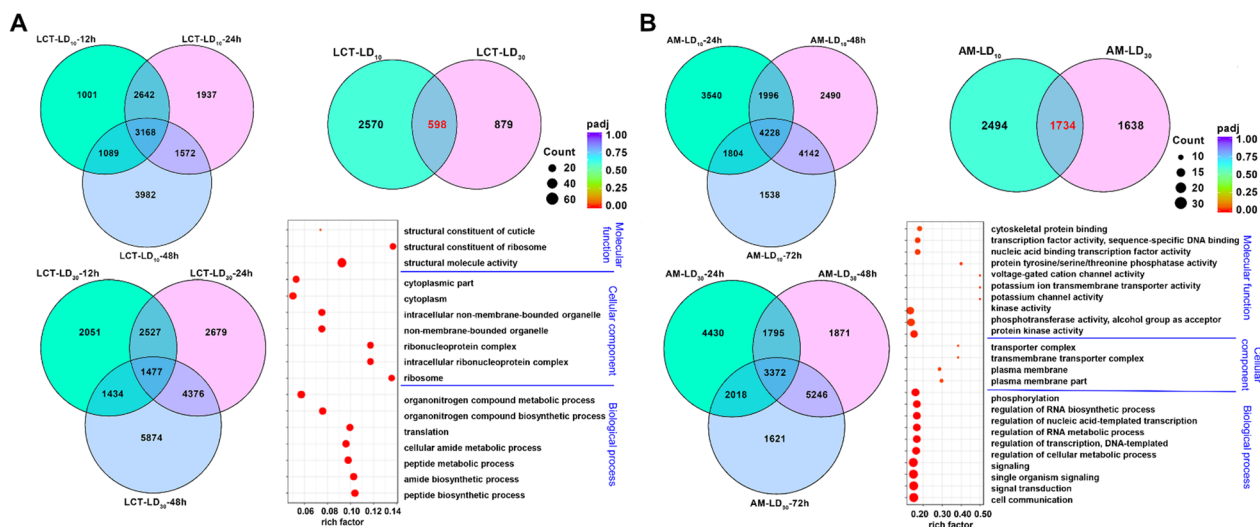 A
LCT-LD10-12h
LCT-LD10-24h
1001
2642
1937
3168
1089
1572
3982
LCT-LD10-48h
LCT-LD10
LCT-LD30
2570
598
879
Count
20
40
60
padj
1.00
0.75
0.50
0.25
0.00
LCT-LD30-12h
LCT-LD30-24h
2051
2527
2679
1477
1434
4376
5874
LCT-LD30-48h
structural constituent of cuticle
structural constituent of ribosome
structural molecule activity
cytoplasmic part
cytoplasm
intracellular non-membrane-bounded organelle
non-membrane-bounded organelle
ribonucleoprotein complex
intracellular ribonucleoprotein complex
ribosome
organonitrogen compound metabolic process
organonitrogen compound biosynthetic process
translation
cellular amide metabolic process
peptide metabolic process
amide biosynthetic process
peptide biosynthetic process
Molecular
function
Cellular component
Biological process
0.06 0.08 0.10 0.12 0.14
rich factor
B
AM-LD10-24h
AM-LD10-48h
3540
1996
2490
4228
1804
4142
1538
AM-LD10-72h
AM-LD10
AM-LD30
2494
1734
1638
Count
10
15
20
30
padj
1.00
0.75
0.50
0.25
0.00
AM-LD30-24h
AM-LD30-48h
4430
1795
1871
3372
2018
5246
1621
AM-LD30-72h
cytoskeletal protein binding
transcription factor activity, sequence-specific DNA binding
nucleic acid binding transcription factor activity
protein tyrosine/serine/threonine phosphatase activity
voltage-gated cation channel activity
potassium ion transmembrane transporter activity
potassium channel activity
kinase activity
phosphotransferase activity, alcohol group as acceptor
protein kinase activity
transporter complex
transmembrane transporter complex
plasma membrane
plasma membrane part
phosphorylation
regulation of RNA biosynthetic process
regulation of nucleic acid-templated transcription
regulation of RNA metabolic process
regulation of transcription, DNA-templated
regulation of cellular metabolic process
signaling
single organism signaling
signal transduction
cell communication
Molecular function
Cellular
component
Biological process
0.20 0.30 0.40 0.50
rich factor